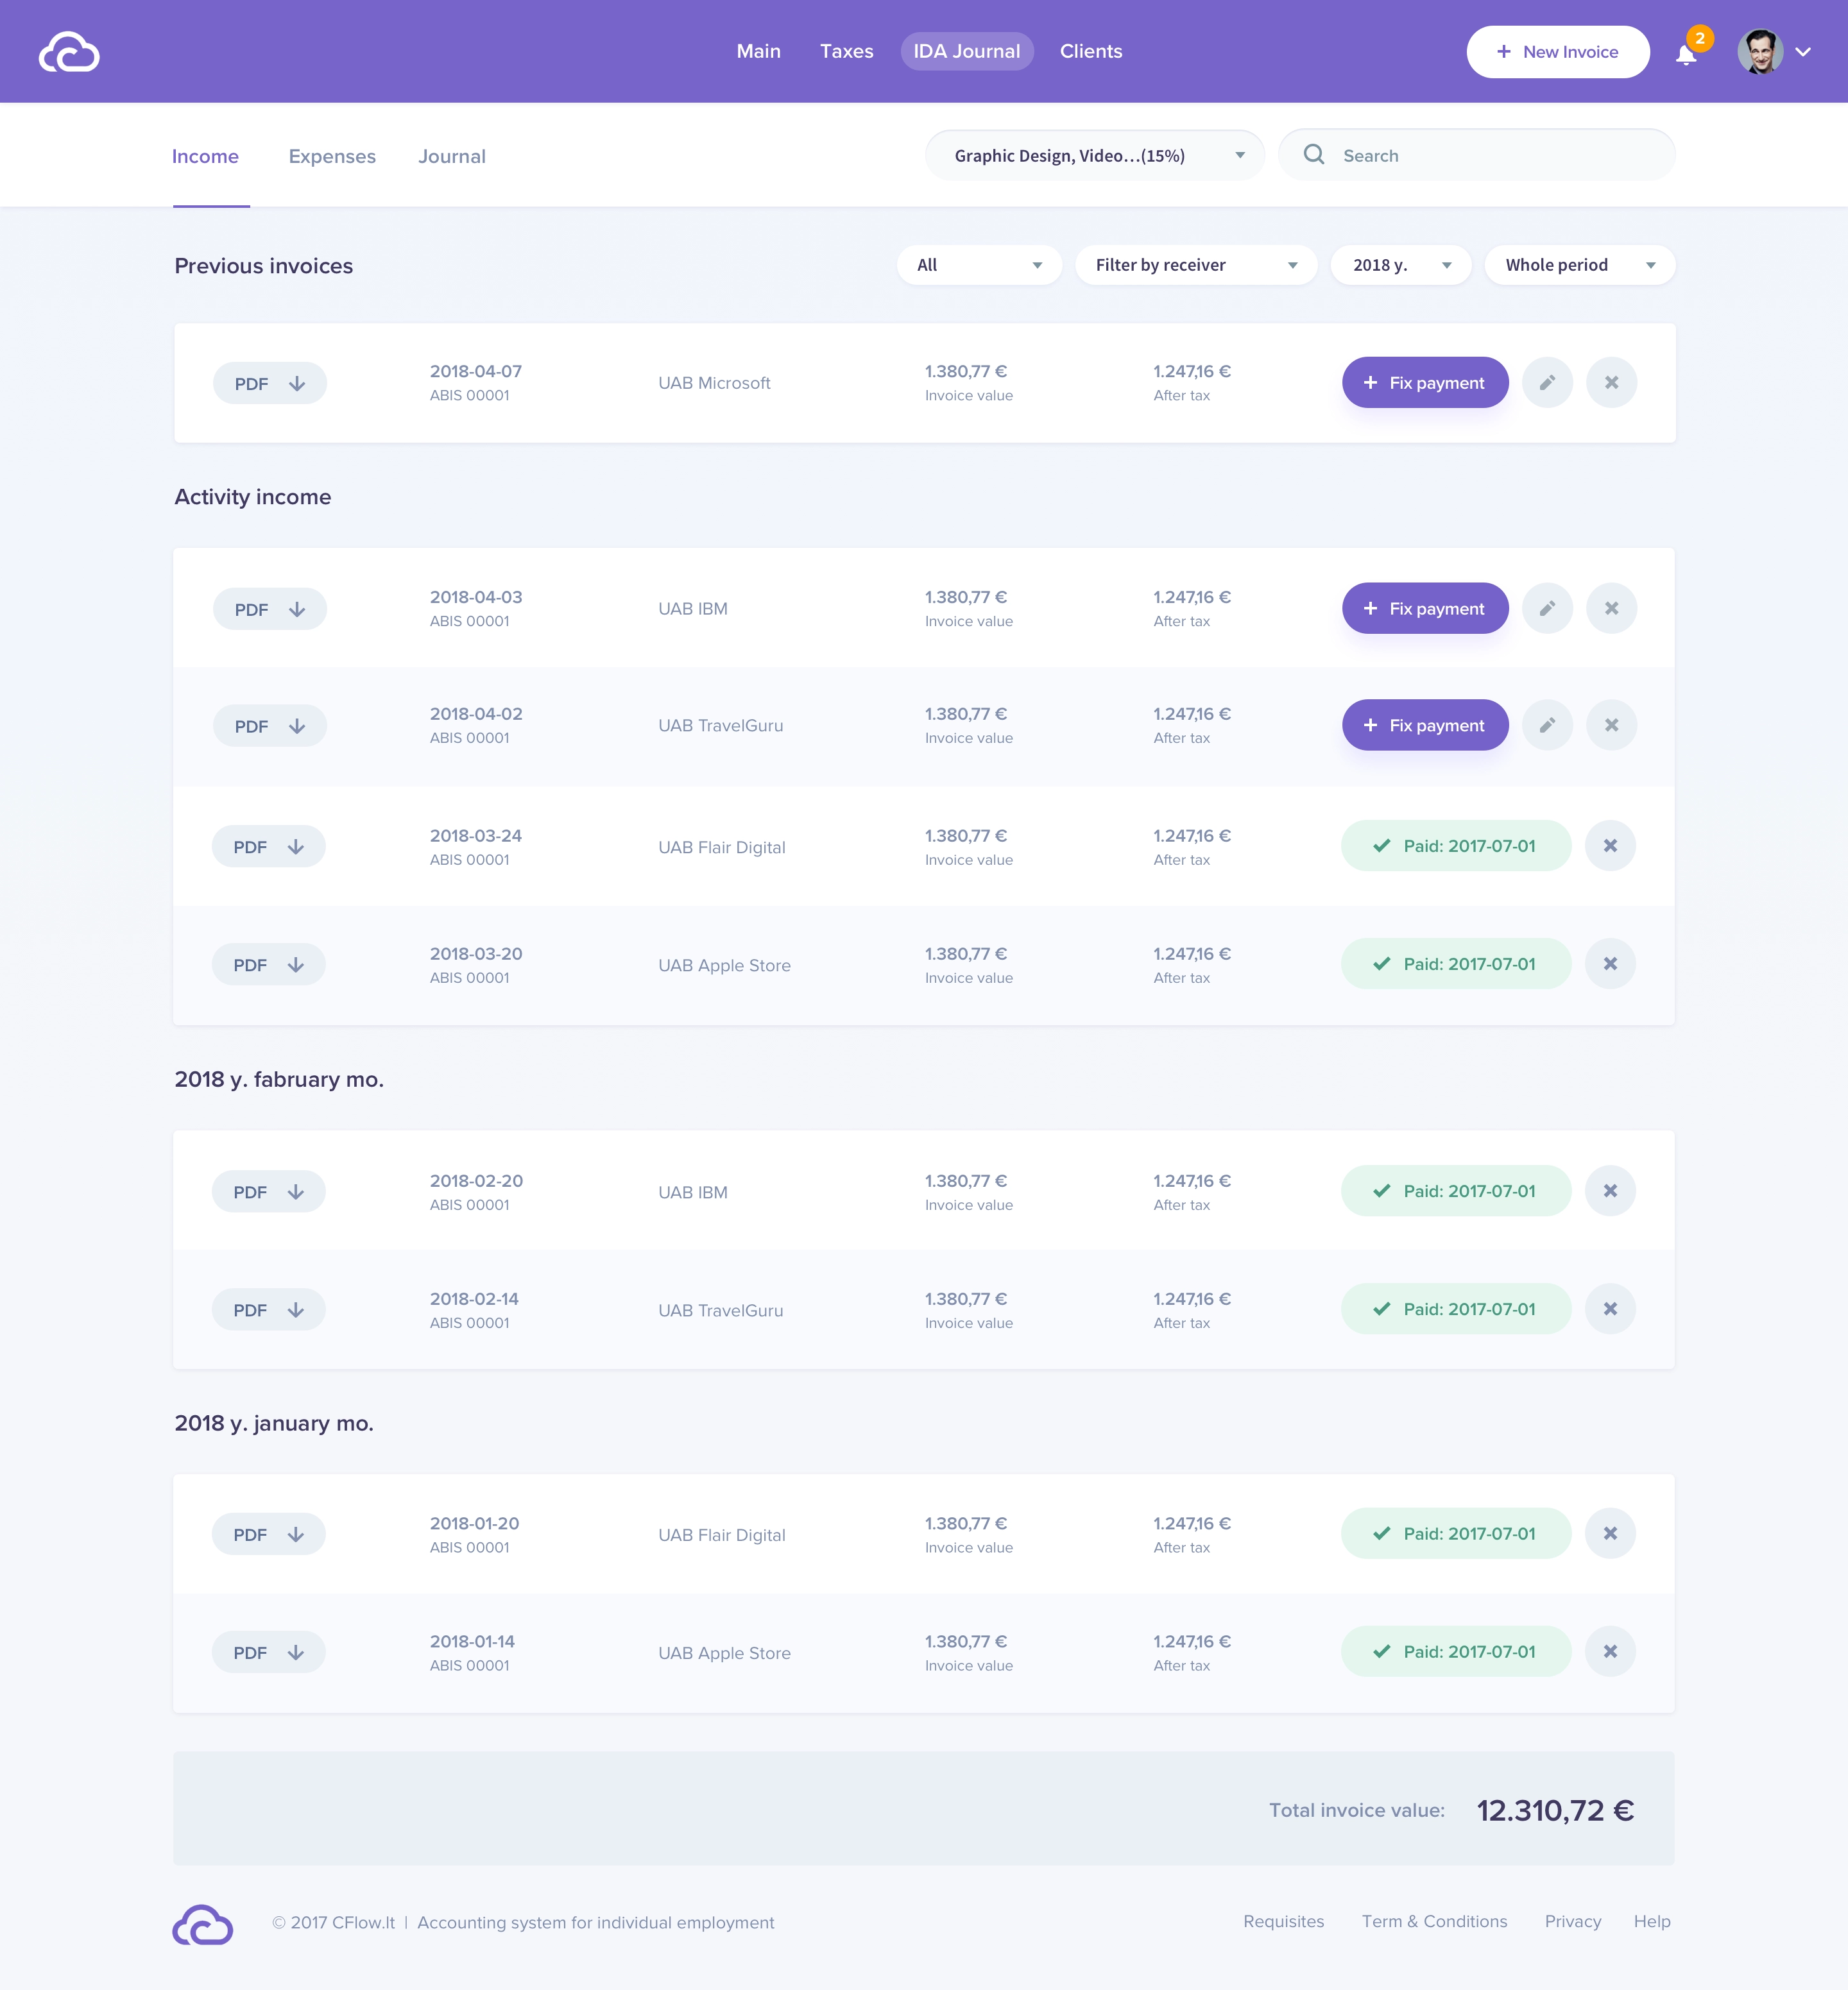 Main Taxes IDA Journal Clients + New Invoice 2
Income Expenses Journal Graphic Design, Video...(15%) Search
Previous invoices All Filter by receiver 2018 y. Whole period
PDF 2018-04-07 UAB Microsoft 1.380,77 € 1.247,16 € + Fix payment
ABIS 00001 Invoice value After tax
Activity income
PDF 2018-04-03 UAB IBM 1.380,77 € 1.247,16 € + Fix payment
ABIS 00001 Invoice value After tax
PDF 2018-04-02 UAB TravelGuru 1.380,77 € 1.247,16 € + Fix payment
ABIS 00001 Invoice value After tax
PDF 2018-03-24 UAB Flair Digital 1.380,77 € 1.247,16 € Paid: 2017-07-01
ABIS 00001 Invoice value After tax
PDF 2018-03-20 UAB Apple Store 1.380,77 € 1.247,16 € Paid: 2017-07-01
ABIS 00001 Invoice value After tax
2018 y. fabruary mo.
PDF 2018-02-20 UAB IBM 1.380,77 € 1.247,16 € Paid: 2017-07-01
ABIS 00001 Invoice value After tax
PDF 2018-02-14 UAB TravelGuru 1.380,77 € 1.247,16 € Paid: 2017-07-01
ABIS 00001 Invoice value After tax
2018 y. january mo.
PDF 2018-01-20 UAB Flair Digital 1.380,77 € 1.247,16 € Paid: 2017-07-01
ABIS 00001 Invoice value After tax
PDF 2018-01-14 UAB Apple Store 1.380,77 € 1.247,16 € Paid: 2017-07-01
ABIS 00001 Invoice value After tax
Total invoice value: 12.310,72 €
© 2017 CFlow.lt | Accounting system for individual employment Requisites Term & Conditions Privacy Help